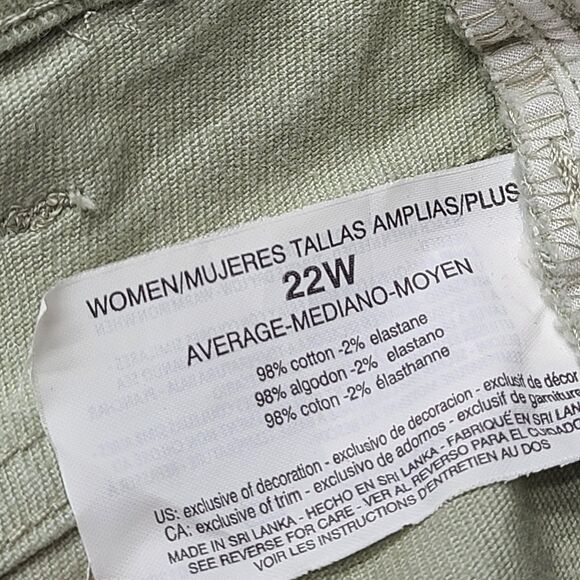 WOMEN/MUJERES TALLAS AMPLIAS/PLUS
22W
AVERAGE-MEDIANO-MOYEN
98% cotton -2% elastane
98% algodon -2% elastano
98% coton -2% élasthanne
US: exclusive of decoration - exclusivo de decoracion - exclusif de décor
CA: exclusive of trim - exclusivo de adornos - exclusif de garniture
MADE IN SRI LANKA - HECHO EN SRI LANKA - FABRIQUÉ EN SRI LAN
SEE REVERSE FOR CARE - VER AL REVERSO PARA EL CUIDADO
VOIR LES INSTRUCTIONS D'ENTRETIEN AU DOS